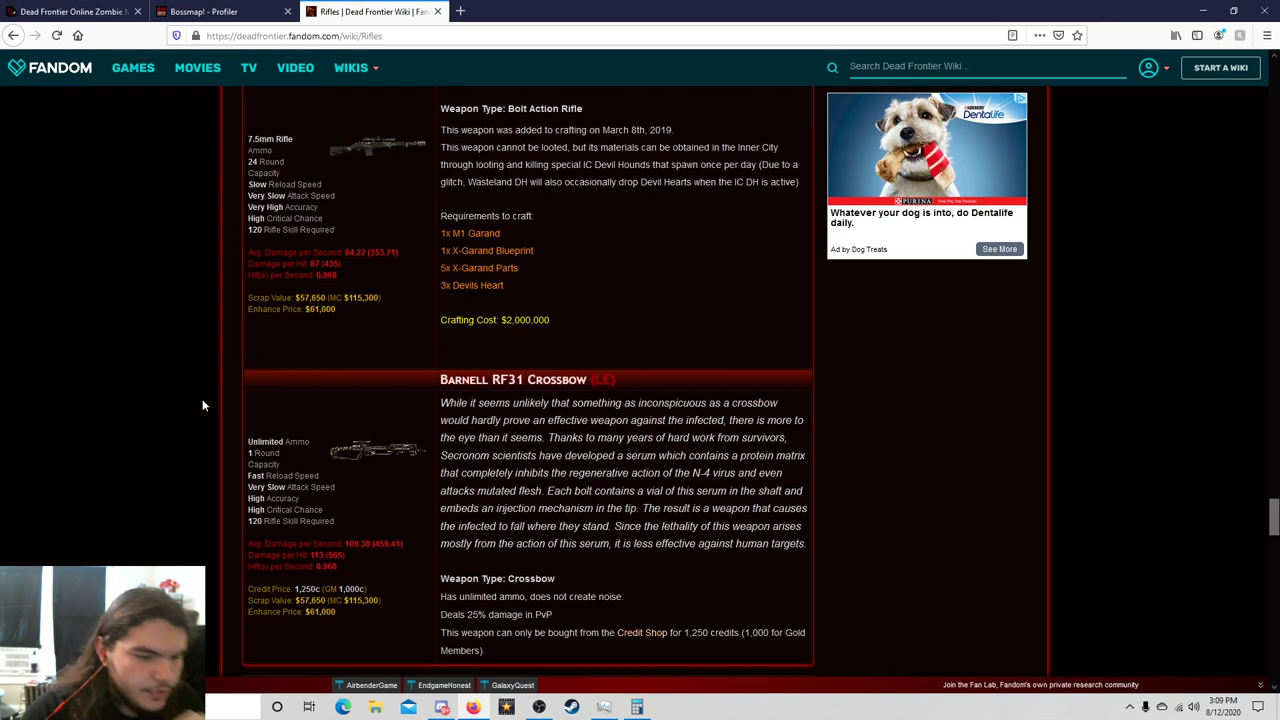 Dead Frontier Online Zombie M
Bossmap! - Profiler
Rifles | Dead Frontier Wiki | Fan
https://deadfrontier.fandom.com/wiki/Rifles
FANDOM
GAMES
MOVIES
TV
VIDEO
WIKIS
Search Dead Frontier Wiki...
START A WIKI
7.5mm Rifle
Ammo
24 Round
Capacity
Slow Reload Speed
Very Slow Attack Speed
Very High Accuracy
High Critical Chance
120 Rifle Skill Required
Avg. Damage per Second: 84.22 (353.71)
Damage per Hit: 87 (435)
Hit(s) per Second: 0.968
Scrap Value: $57,650 (MC $115,300)
Enhance Price: $61,000
Weapon Type: Bolt Action Rifle
This weapon was added to crafting on March 8th, 2019.
This weapon cannot be looted, but its materials can be obtained in the Inner City
through looting and killing special IC Devil Hounds that spawn once per day (Due to a
glitch, Wasteland DH will also occasionally drop Devil Hearts when the IC DH is active)
Requirements to craft:
1x M1 Garand
1x X-Garand Blueprint
5x X-Garand Parts
3x Devils Heart
Crafting Cost: $2,000,000
Barnell RF31 Crossbow (LE)
Unlimited Ammo
1 Round
Capacity
Fast Reload Speed
Very Slow Attack Speed
High Accuracy
High Critical Chance
120 Rifle Skill Required
Avg. Damage per Second: 109.38 (459.41)
Damage per Hit: 113 (565)
Hit(s) per Second: 0.968
Credit Price: 1,250c (GM 1,000c)
Scrap Value: $57,650 (MC $115,300)
Enhance Price: $61,000
While it seems unlikely that something as inconspicuous as a crossbow
would hardly prove an effective weapon against the infected, there is more to
the eye than it seems. Thanks to many years of hard work from survivors,
Secronom scientists have developed a serum which contains a protein matrix
that completely inhibits the regenerative action of the N-4 virus and even
attacks mutated flesh. Each bolt contains a vial of this serum in the shaft and
embeds an injection mechanism in the tip. The result is a weapon that causes
the infected to fall where they stand. Since the lethality of this weapon arises
mostly from the action of this serum, it is less effective against human targets.
Weapon Type: Crossbow
Has unlimited ammo, does not create noise.
Deals 25% damage in PvP
This weapon can only be bought from the Credit Shop for 1,250 credits (1,000 for Gold
Members).
PURINA
DentaLife
PURINA
Whatever your dog is into, do Dentalife
daily.
Ad by Dog Treats
See More
AirbenderGame
EndgameHonest
GalaxyQuest
Join the Fan Lab, Fandom's own private research community
3:09 PM
8/12/2020